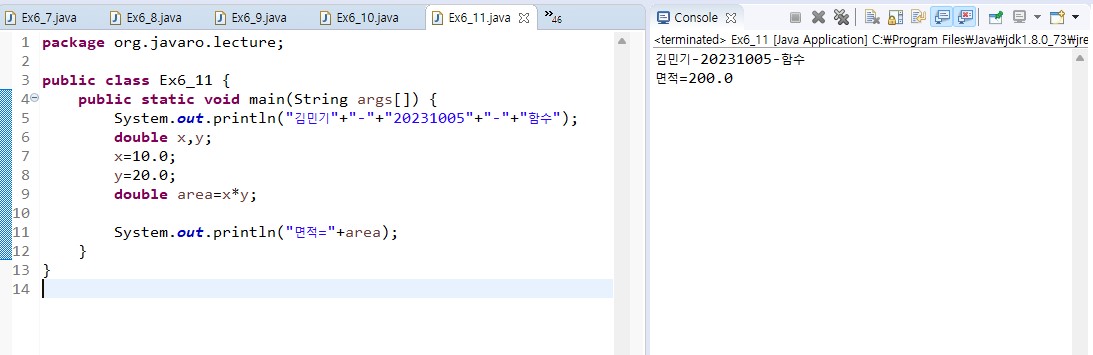 Ex6_7.java Ex6_8.java Ex6_9.java Ex6_10.java Ex6_11.java »46
1 package org.javaro.lecture;
2
3 public class Ex6_11 {
4 public static void main(String args[]) {
5 System.out.println("김민기"+"-"+"20231005"+"-"+"함수");
6 double x,y;
7 x=10.0;
8 y=20.0;
9 double area=x*y;
10
11 System.out.println("면적="+area);
12 }
13 }
14
Console
<terminated> Ex6_11 [Java Application] C:₩Program Files₩Java₩jdk1.8.0_73₩jre
김민기-20231005-함수
면적=200.0